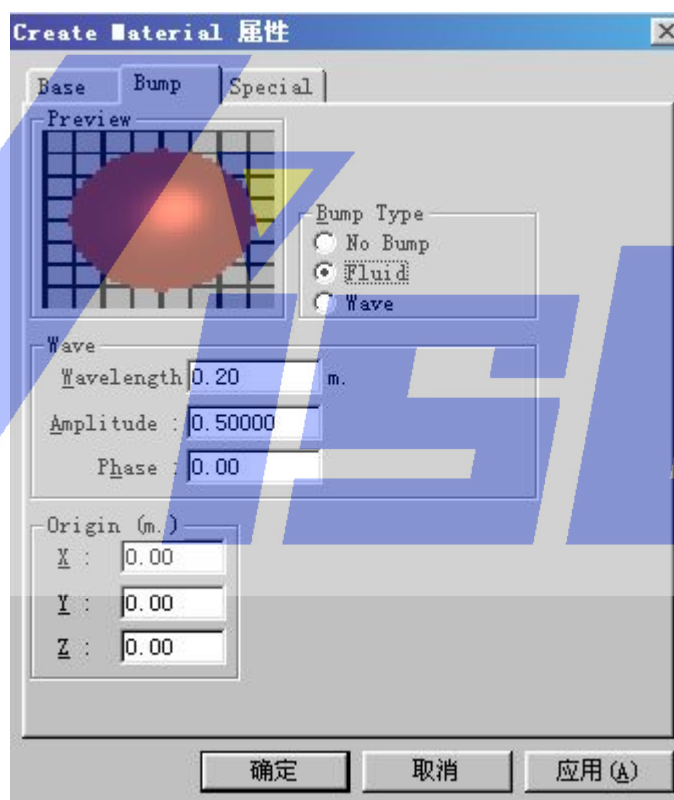 Create Material 属性
Base Bump Special
Preview
Bump Type
No Bump
Fluid
Wave
Wave
Wavelength 0.20 m.
Amplitude : 0.50000
Phase : 0.00
Origin (m.)
X : 0.00
Y : 0.00
Z : 0.00
确定 取消 应用(A)